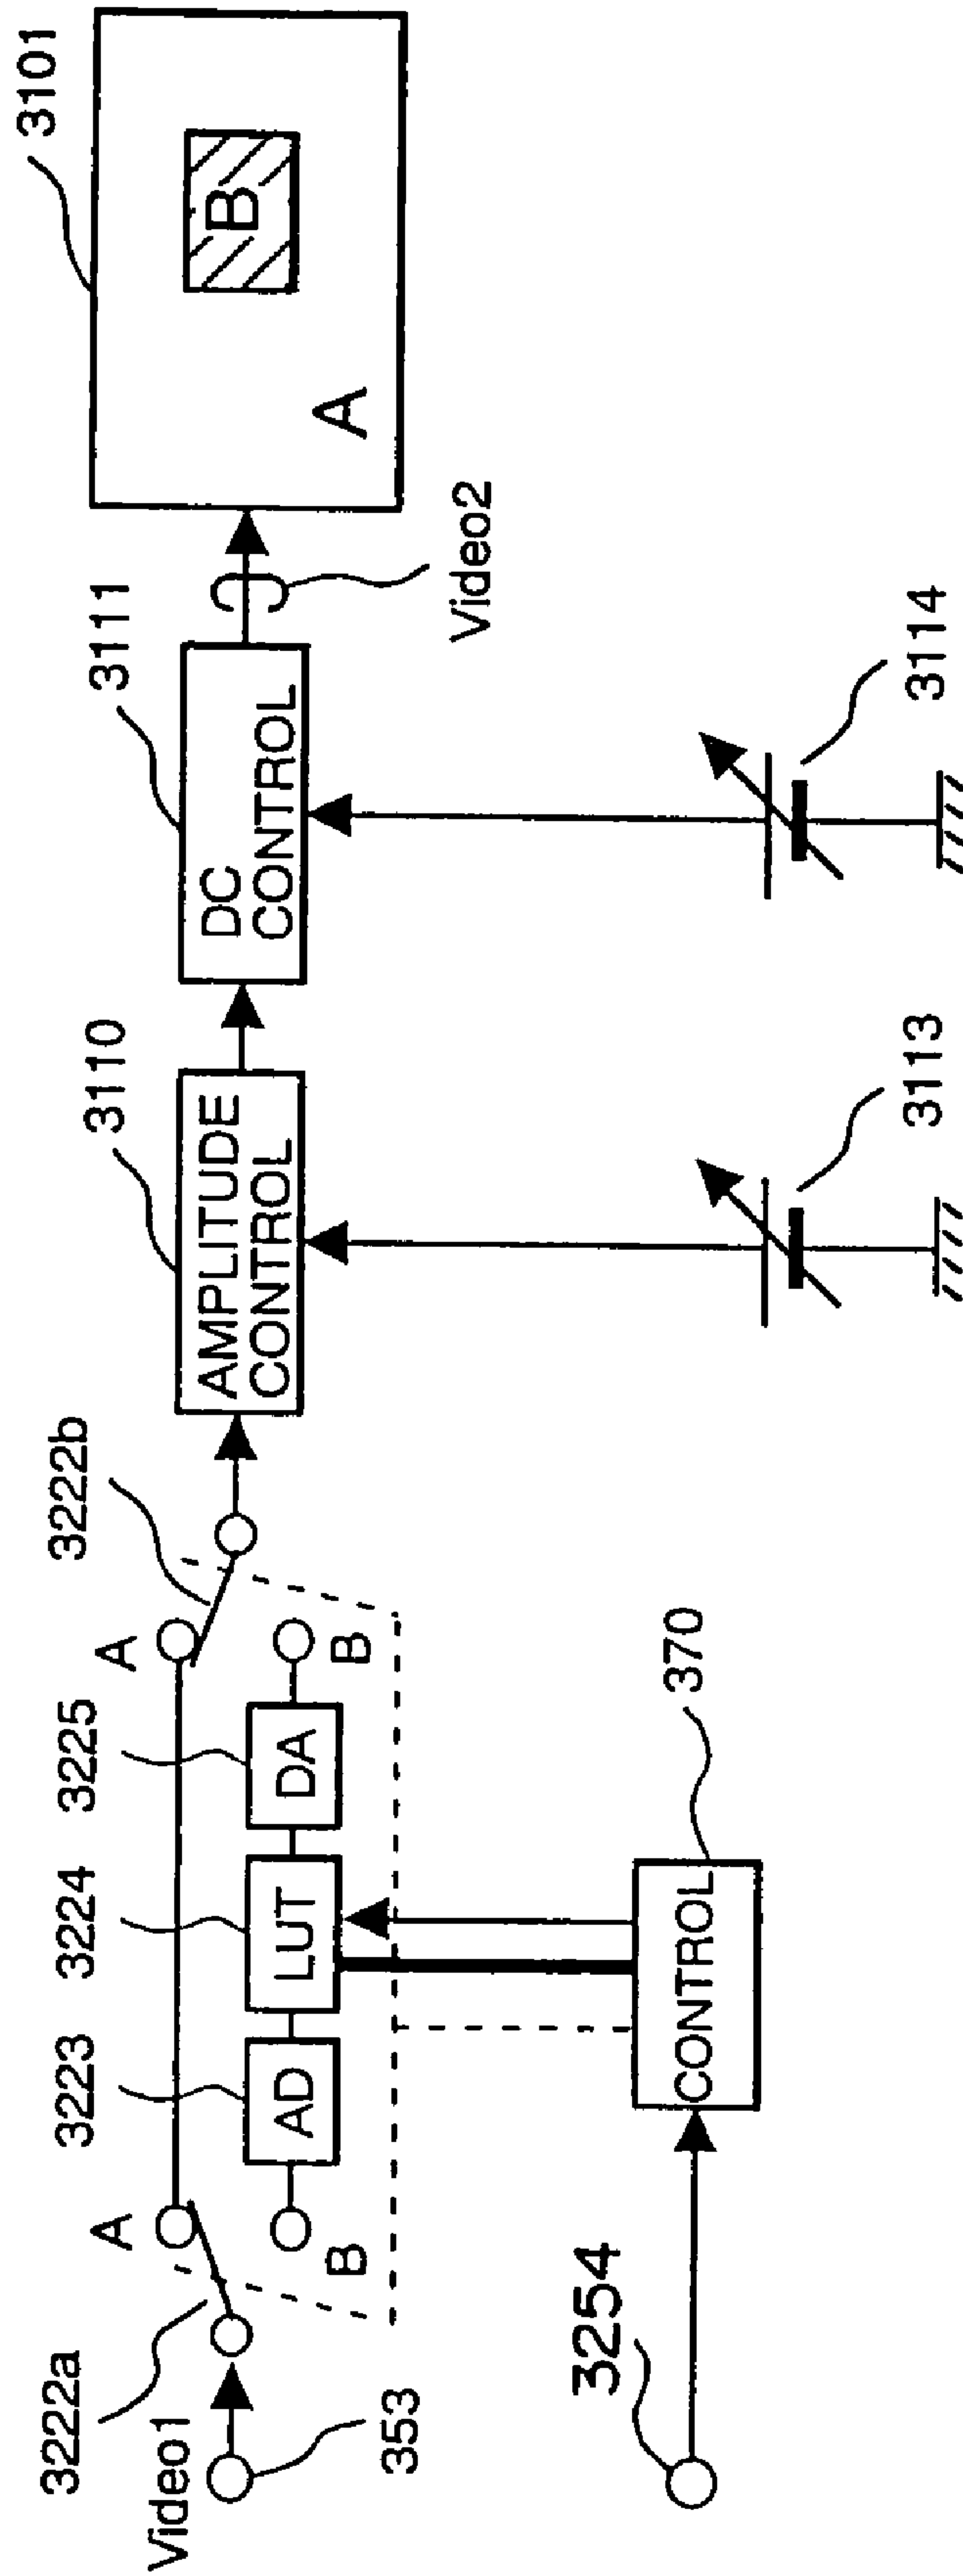 3101
B
A
Video2
3111
DC
CONTROL
3114
3110
AMPLITUDE
CONTROL
3113
3222b
A
B
3225
DA
3224
LUT
3223
AD
A
B
3222a
Video1
353
370
CONTROL
3254